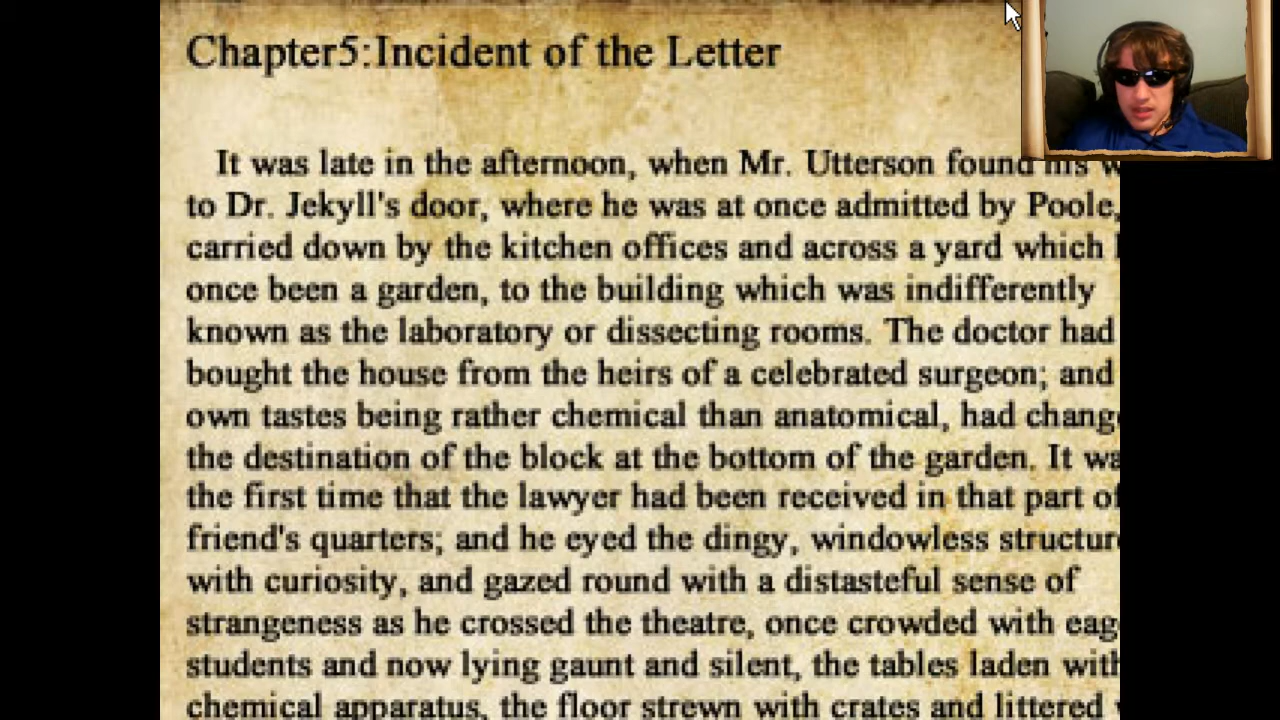 Chapter5:Incident of the Letter
It was late in the afternoon, when Mr. Utterson found his
to Dr. Jekyll's door, where he was at once admitted by Poole,
carried down by the kitchen offices and across a yard which
once been a garden, to the building which was indifferently
known as the laboratory or dissecting rooms. The doctor had
bought the house from the heirs of a celebrated surgeon; and
own tastes being rather chemical than anatomical, had chang
the destination of the block at the bottom of the garden. It wa
the first time that the lawyer had been received in that part of
friend's quarters; and he eyed the dingy, windowless structur
with curiosity, and gazed round with a distasteful sense of
strangeness as he crossed the theatre, once crowded with eag
students and now lying gaunt and silent, the tables laden with
chemical apparatus, the floor strewn with crates and littered